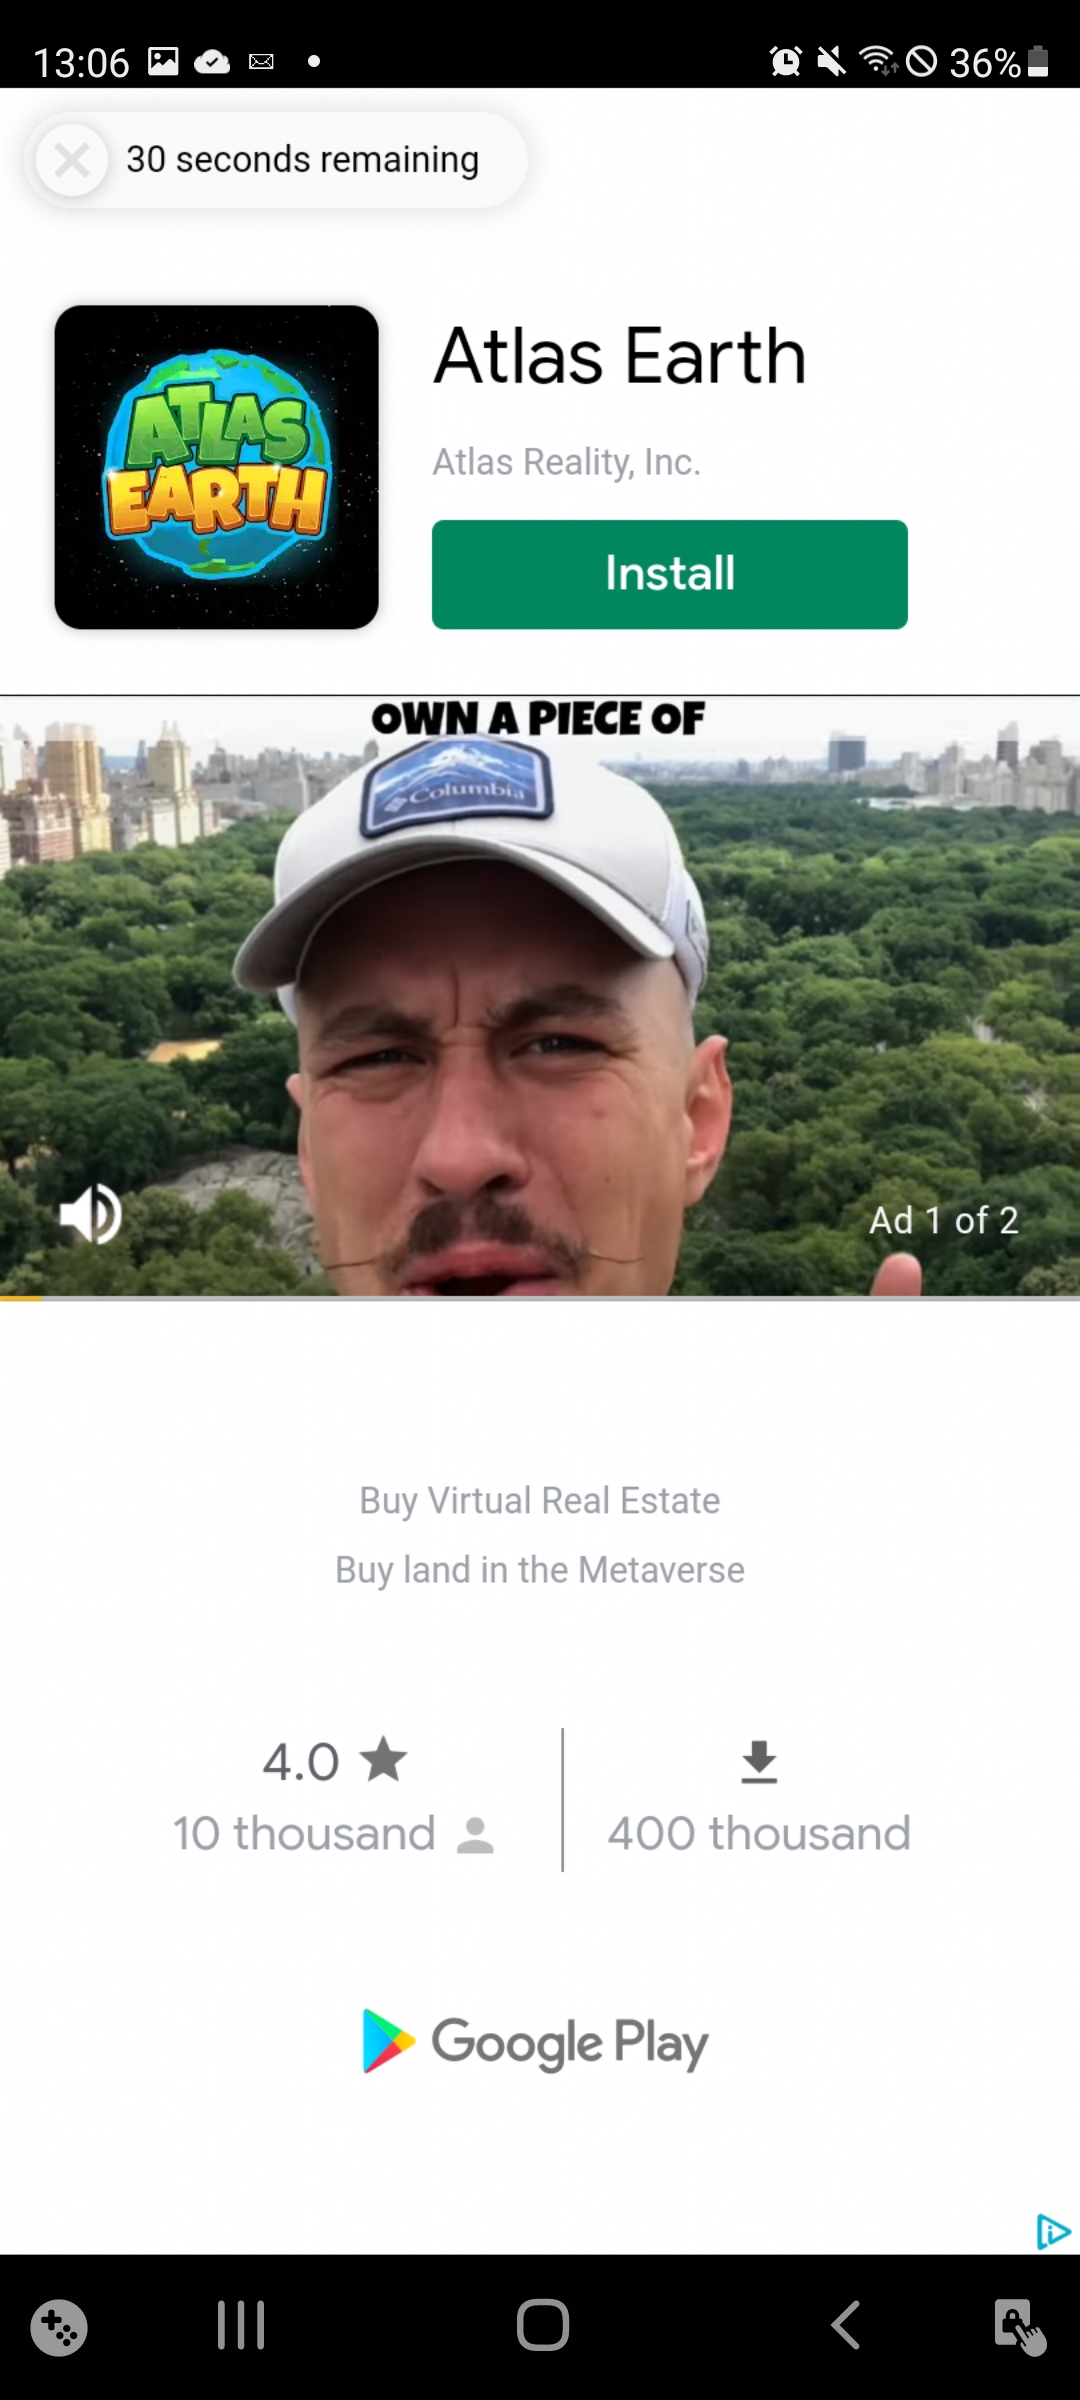 13:06
36%
30 seconds remaining
ATLAS
EARTH
Atlas Earth
Atlas Reality, Inc.
Install
OWN A PIECE OF
Columbia
Ad 1 of 2
Buy Virtual Real Estate
Buy land in the Metaverse
4.0
10 thousand
400 thousand
Google Play